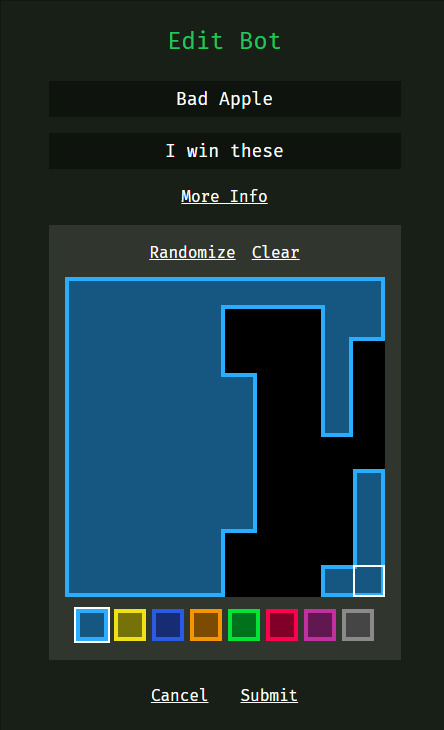 Edit Bot
Bad Apple
I win these
More Info
Randomize Clear
Cancel Submit